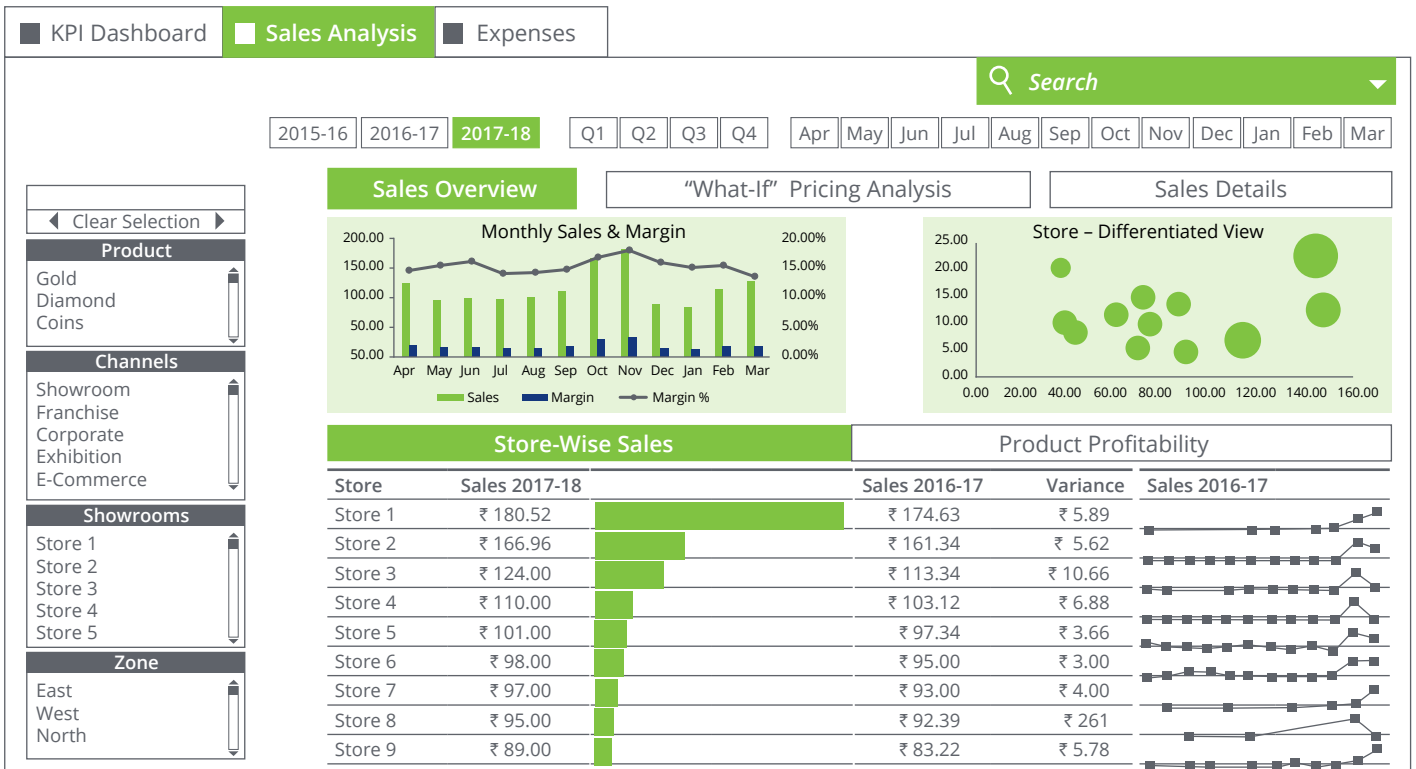 KPI Dashboard Sales Analysis Expenses
Search
2015-16 2016-17 2017-18 Q1 Q2 Q3 Q4 Apr May Jun Jul Aug Sep Oct Nov Dec Jan Feb Mar
Sales Overview "What-If" Pricing Analysis Sales Details
Clear Selection
Product
Gold
Diamond
Coins
Channels
Showroom
Franchise
Corporate
Exhibition
E-Commerce
Showrooms
Store 1
Store 2
Store 3
Store 4
Store 5
Zone
East
West
North
Monthly Sales & Margin
200.00 20.00%
150.00 15.00%
100.00 10.00%
50.00 5.00%
50.00 0.00%
Apr May Jun Jul Aug Sep Oct Nov Dec Jan Feb Mar
Sales Margin Margin %
Store – Differentiated View
25.00
20.00
15.00
10.00
5.00
0.00
0.00 20.00 40.00 60.00 80.00 100.00 120.00 140.00 160.00
Store-Wise Sales Product Profitability
Store Sales 2017-18 Sales 2016-17 Variance Sales 2016-17
Store 1 ₹ 180.52 ₹ 174.63 ₹ 5.89
Store 2 ₹ 166.96 ₹ 161.34 ₹ 5.62
Store 3 ₹ 124.00 ₹ 113.34 ₹ 10.66
Store 4 ₹ 110.00 ₹ 103.12 ₹ 6.88
Store 5 ₹ 101.00 ₹ 97.34 ₹ 3.66
Store 6 ₹ 98.00 ₹ 95.00 ₹ 3.00
Store 7 ₹ 97.00 ₹ 93.00 ₹ 4.00
Store 8 ₹ 95.00 ₹ 92.39 ₹ 261
Store 9 ₹ 89.00 ₹ 83.22 ₹ 5.78